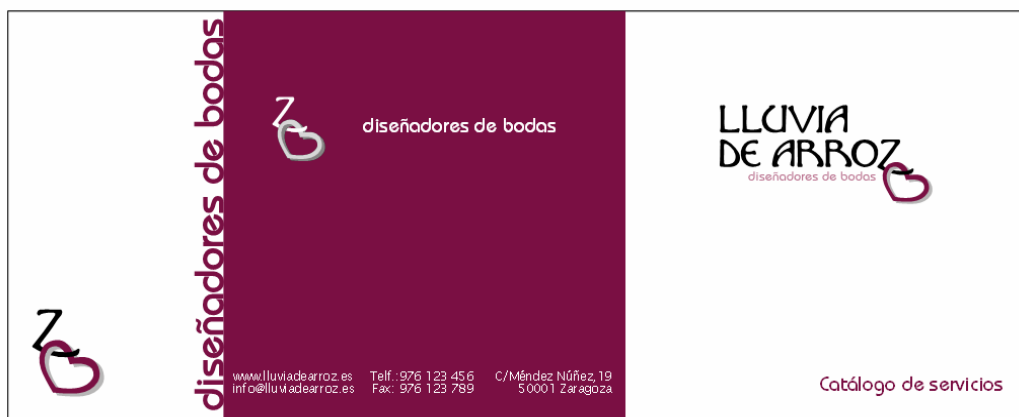 diseñadores de bodas
Z
Z
diseñadores de bodas
www.lluviadearroz.es
info@lluviadearroz.es
Telf.:976 123 456
Fax: 976 123 789
C/Méndez Núñez,19
50001 Zaragoza
LLUVIA
DE ARROZ
diseñadores de bodas
Catálogo de servicios